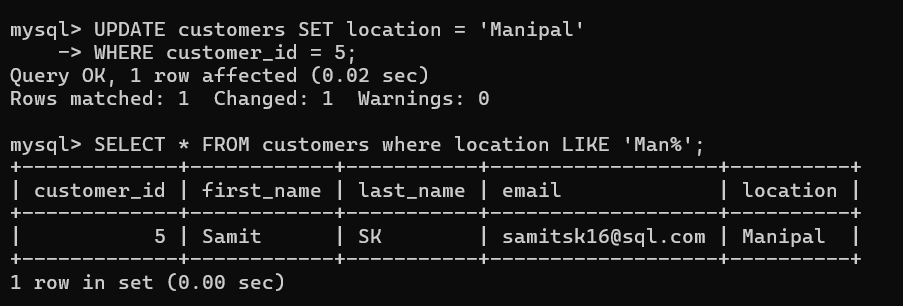 mysql> UPDATE customers SET location = 'Manipal'
    -> WHERE customer_id = 5;
Query OK, 1 row affected (0.02 sec)
Rows matched: 1  Changed: 1  Warnings: 0

mysql> SELECT * FROM customers where location LIKE 'Man%';
+-------------+------------+-----------+-------------------+----------+
| customer_id | first_name | last_name | email             | location |
+-------------+------------+-----------+-------------------+----------+
|           5 | Samit      | SK        | samitsk16@sql.com | Manipal  |
+-------------+------------+-----------+-------------------+----------+
1 row in set (0.00 sec)